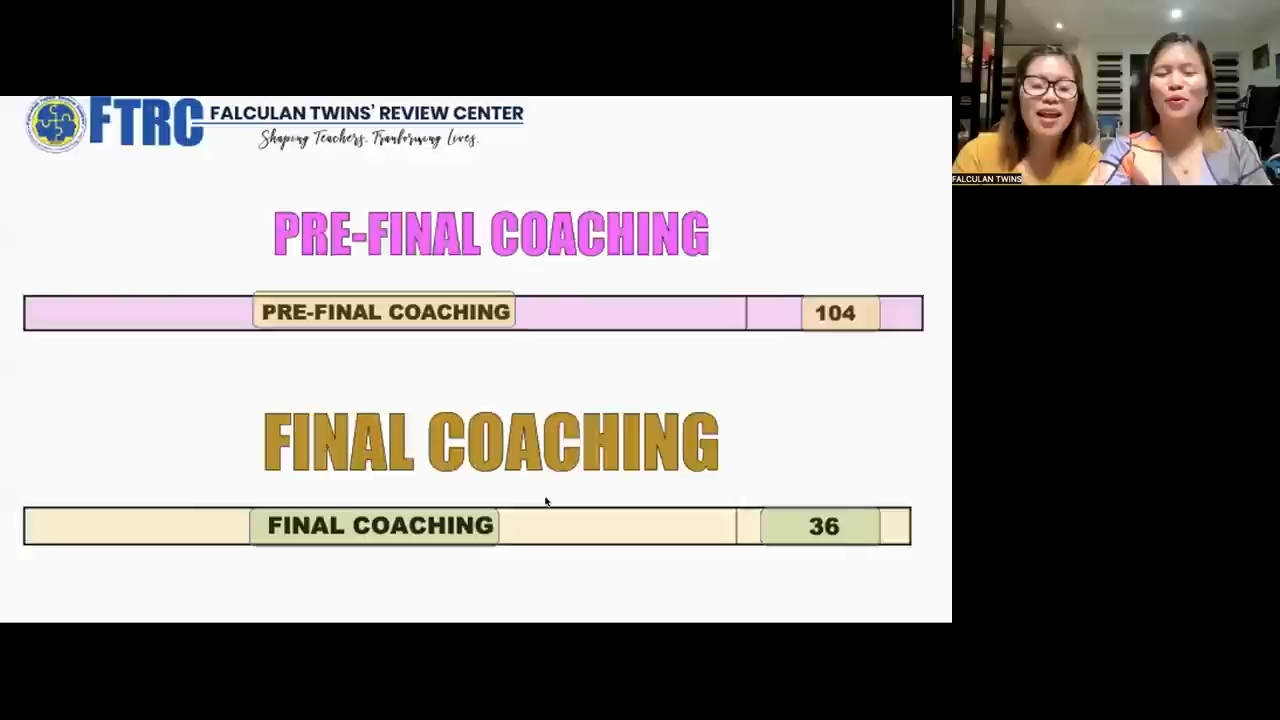 FTRC FALCULAN TWINS' REVIEW CENTER
Shaping Teachers. Tranforming Lives.
PRE-FINAL COACHING
PRE-FINAL COACHING 104
FINAL COACHING
FINAL COACHING 36
FALCULAN TWINS